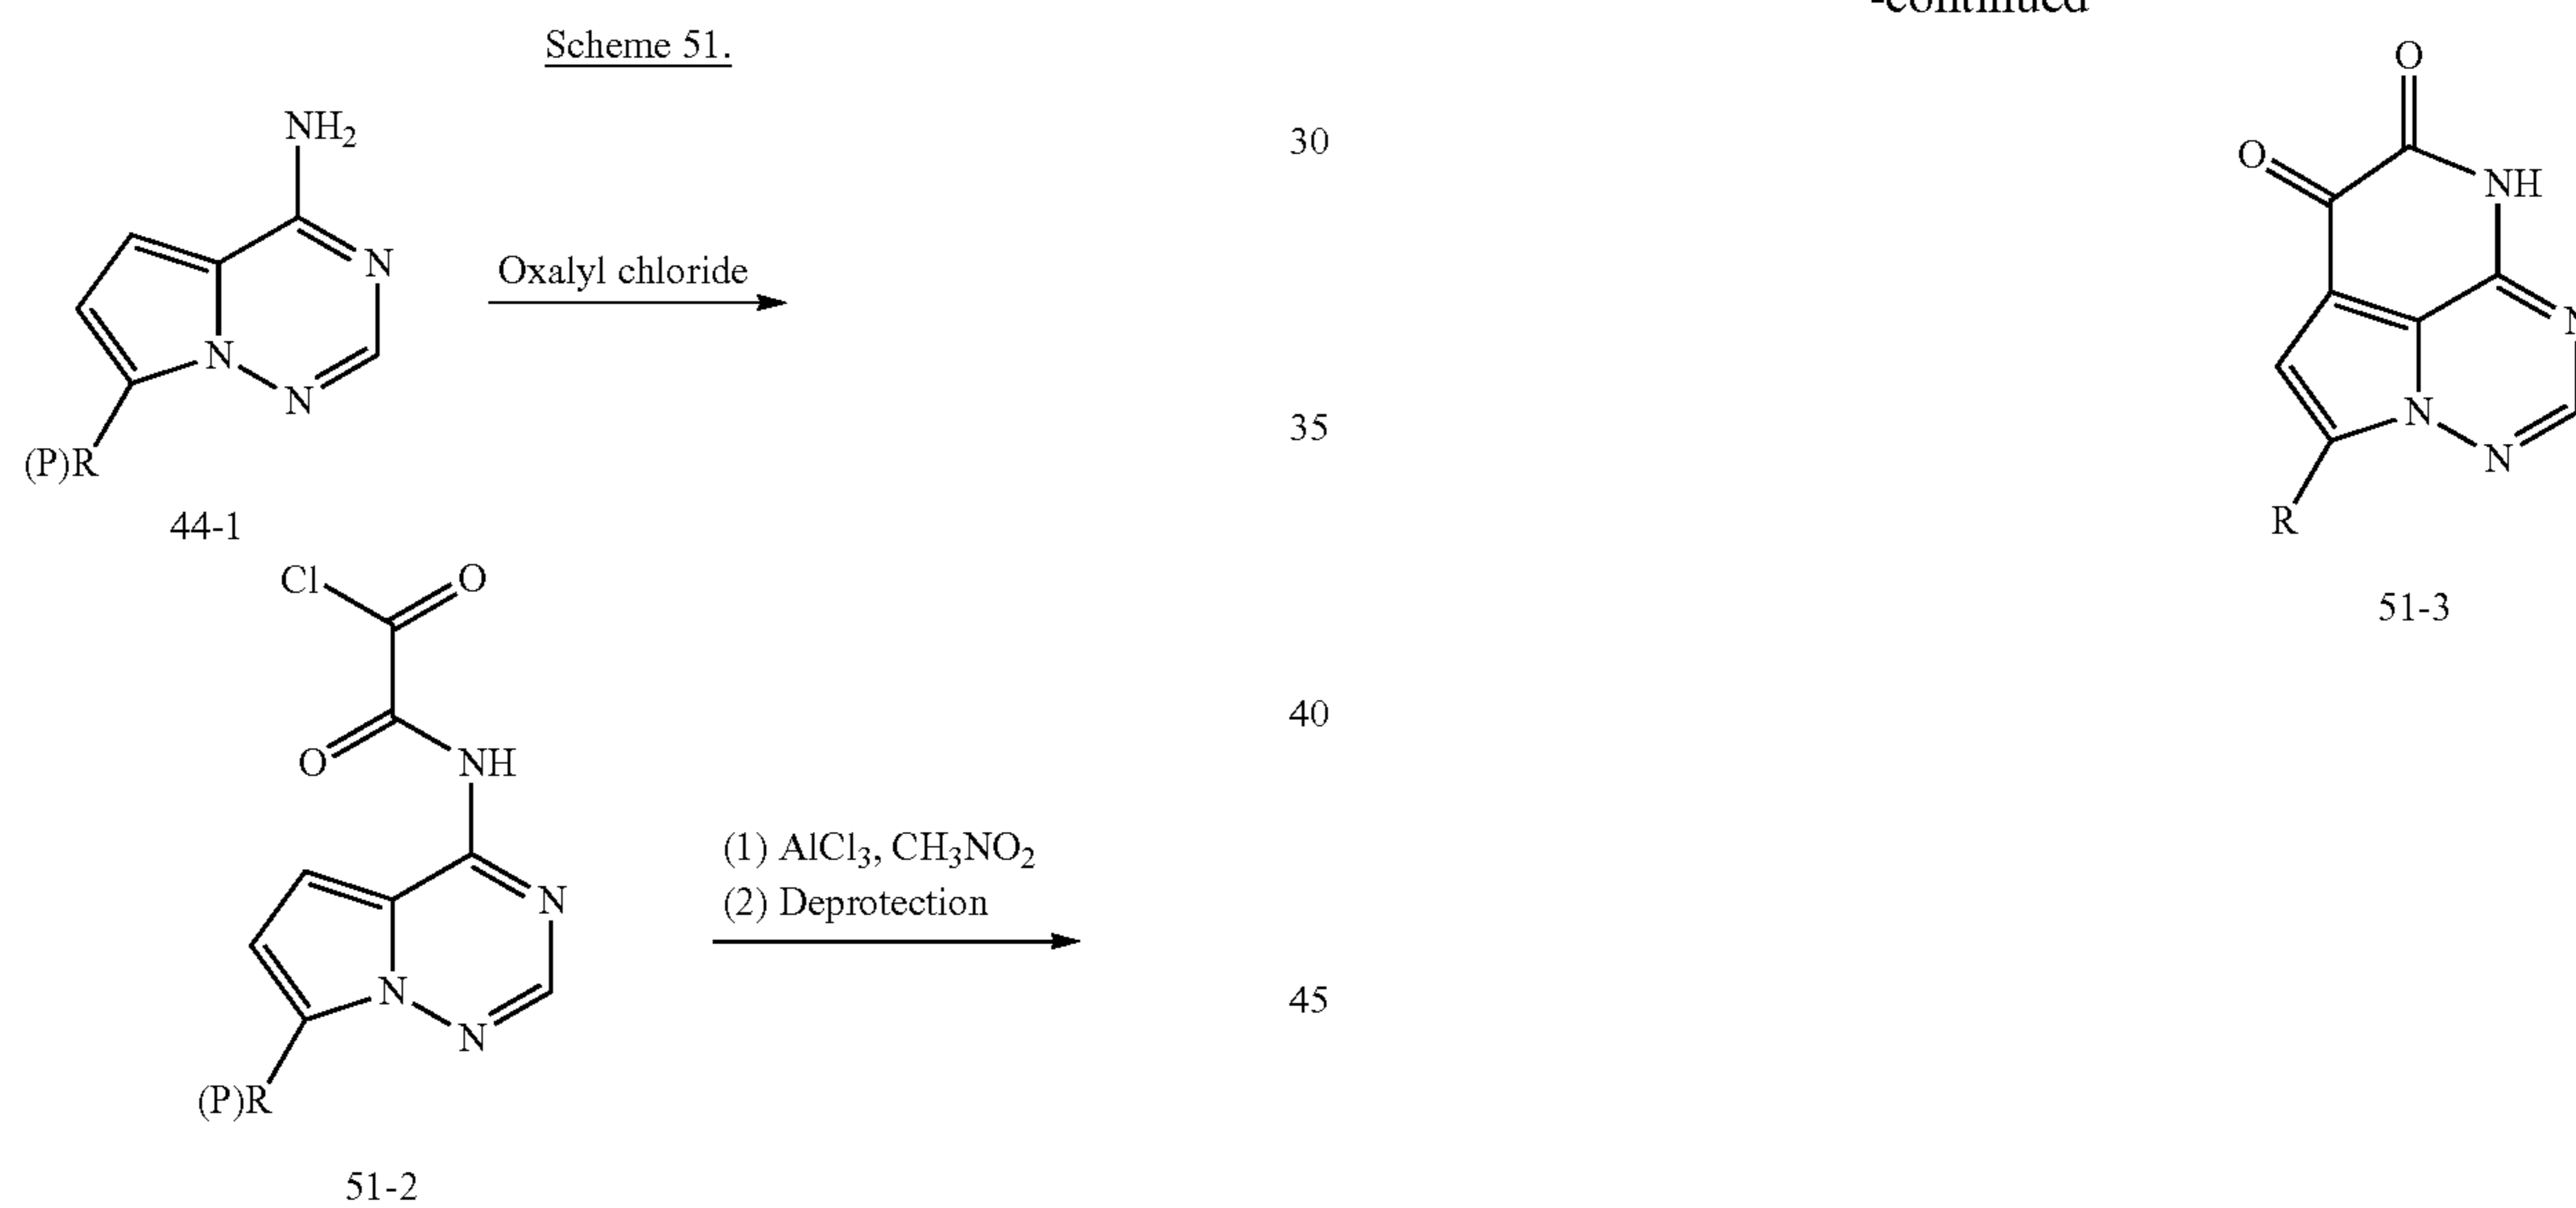 Scheme 51.
NH2
N
N
N
(P)R
Oxalyl chloride
44-1
Cl
O
O
NH
N
N
N
(P)R
(1) AlCl3, CH3NO2
(2) Deprotection
51-2
30
35
40
45
-continued
O
O
NH
N
N
N
R
51-3